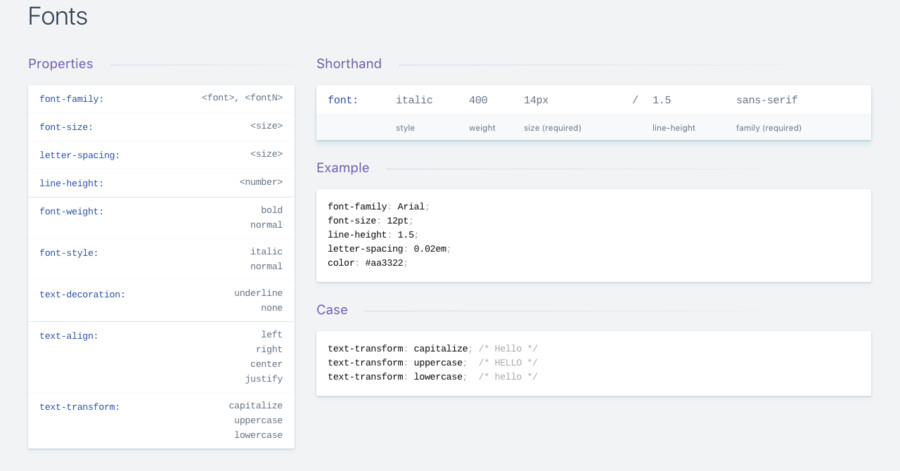 Fonts
Properties
font-family: <font>, <fontN>
font-size: <size>
letter-spacing: <size>
line-height: <number>
font-weight: bold
normal
font-style: italic
normal
text-decoration: underline
none
text-align: left
right
center
justify
text-transform: capitalize
uppercase
lowercase
Shorthand
font: italic 400 14px / 1.5 sans-serif
style weight size (required) line-height family (required)
Example
font-family: Arial;
font-size: 12pt;
line-height: 1.5;
letter-spacing: 0.02em;
color: #aa3322;
Case
text-transform: capitalize; /* Hello */
text-transform: uppercase; /* HELLO */
text-transform: lowercase; /* hello */